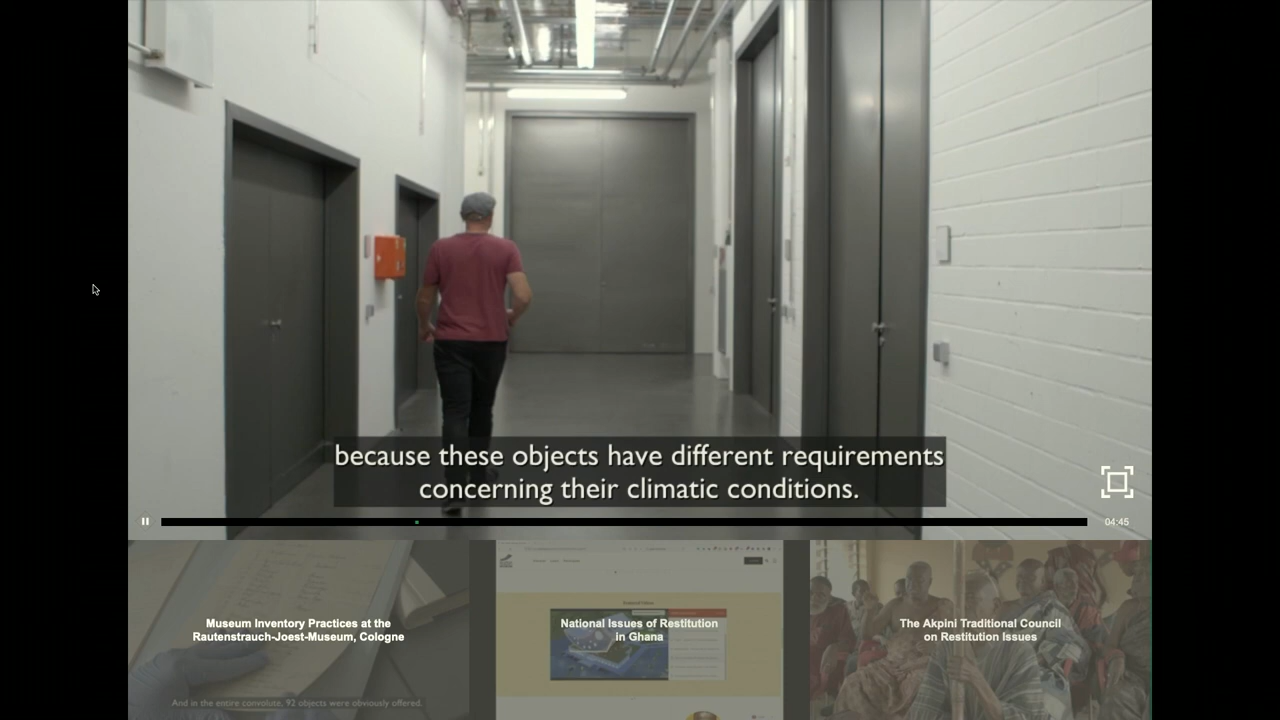 because these objects have different requirements
concerning their climatic conditions.
04:45
Museum Inventory Practices at the
Rautenstrauch-Joest-Museum, Cologne
National Issues of Restitution
in Ghana
The Akpini Traditional Council
on Restitution Issues
And in the entire convolute, 92 objects were obviously offered.